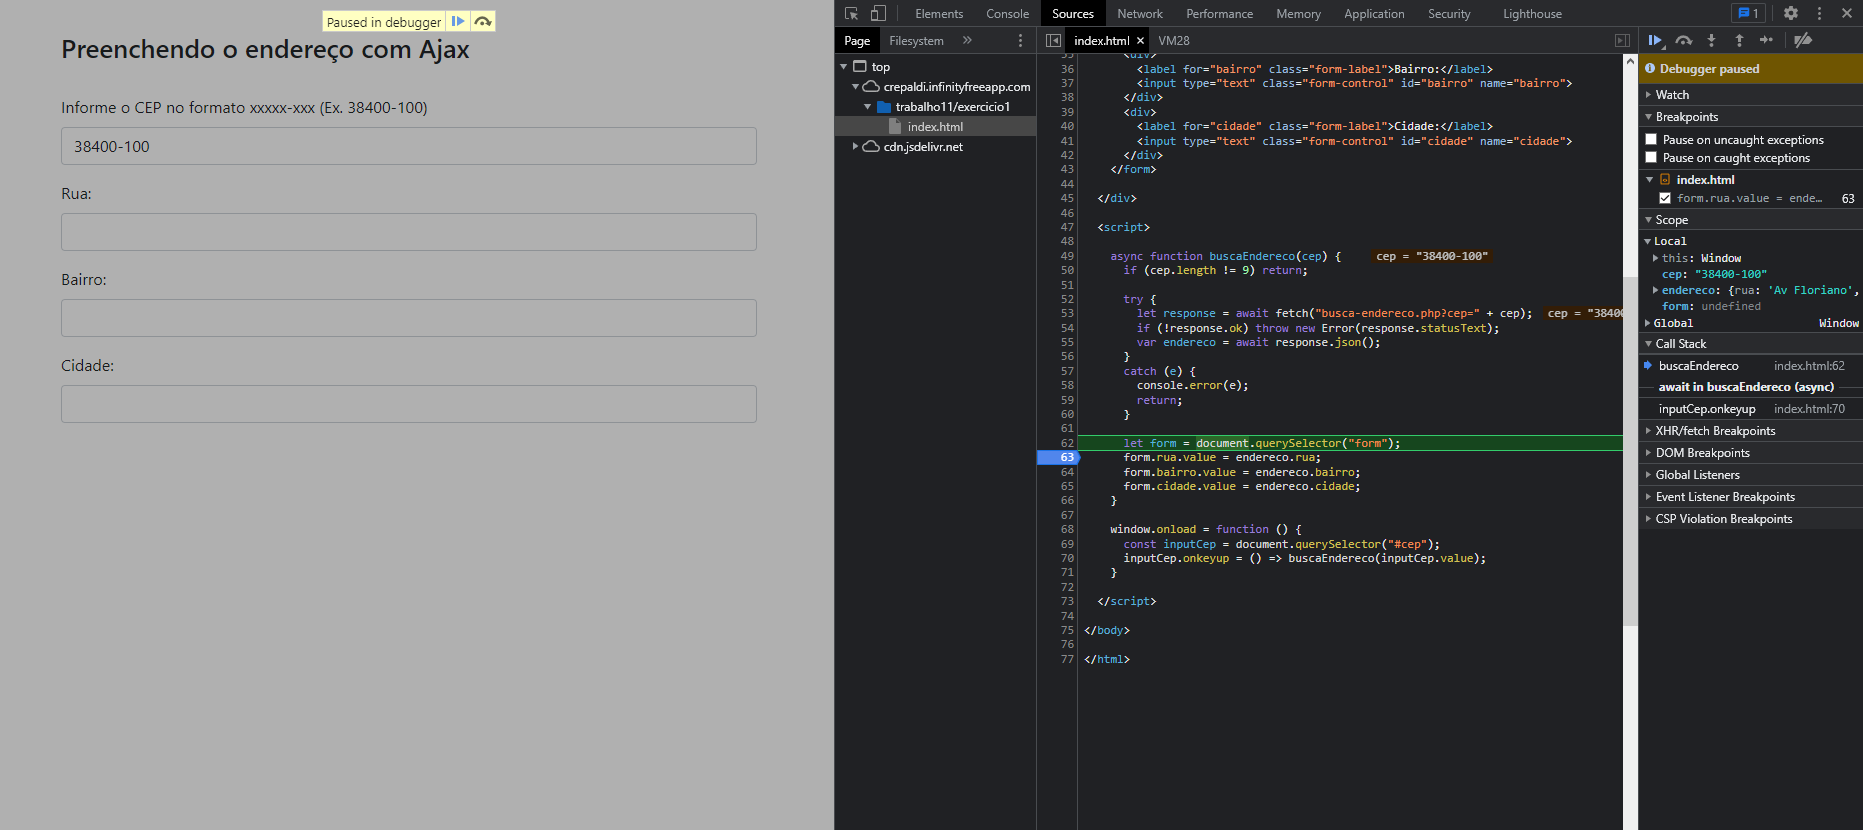 Paused in debugger
Preenchendo o endereço com Ajax
Informe o CEP no formato xxxxx-xxx (Ex. 38400-100)
38400-100
Rua:
Bairro:
Cidade:
Elements Console Sources Network Performance Memory Application Security Lighthouse 1
Page Filesystem »
top
crepaldi.infinityfreeapp.com
trabalho11/exercicio1
index.html
cdn.jsdelivr.net
index.html × VM28
35 <div>
36 <label for="bairro" class="form-label">Bairro:</label>
37 <input type="text" class="form-control" id="bairro" name="bairro">
38 </div>
39 <div>
40 <label for="cidade" class="form-label">Cidade:</label>
41 <input type="text" class="form-control" id="cidade" name="cidade">
42 </div>
43 </form>
44
45 </div>
46
47 <script>
48
49 async function buscaEndereco(cep) { cep = "38400-100"
50 if (cep.length != 9) return;
51
52 try {
53 let response = await fetch("busca-endereco.php?cep=" + cep); cep = "38400
54 if (!response.ok) throw new Error(response.statusText);
55 var endereco = await response.json();
56 }
57 catch (e) {
58 console.error(e);
59 return;
60 }
61
62 let form = document.querySelector("form");
63 form.rua.value = endereco.rua;
64 form.bairro.value = endereco.bairro;
65 form.cidade.value = endereco.cidade;
66 }
67
68 window.onload = function () {
69 const inputCep = document.querySelector("#cep");
70 inputCep.onkeyup = () => buscaEndereco(inputCep.value);
71 }
72
73 </script>
74
75 </body>
76
77 </html>
Debugger paused
Watch
Breakpoints
Pause on uncaught exceptions
Pause on caught exceptions
index.html
form.rua.value = ende… 63
Scope
Local
this: Window
cep: "38400-100"
endereco: {rua: 'Av Floriano',
form: undefined
Global Window
Call Stack
buscaEndereco index.html:62
await in buscaEndereco (async)
inputCep.onkeyup index.html:70
XHR/fetch Breakpoints
DOM Breakpoints
Global Listeners
Event Listener Breakpoints
CSP Violation Breakpoints